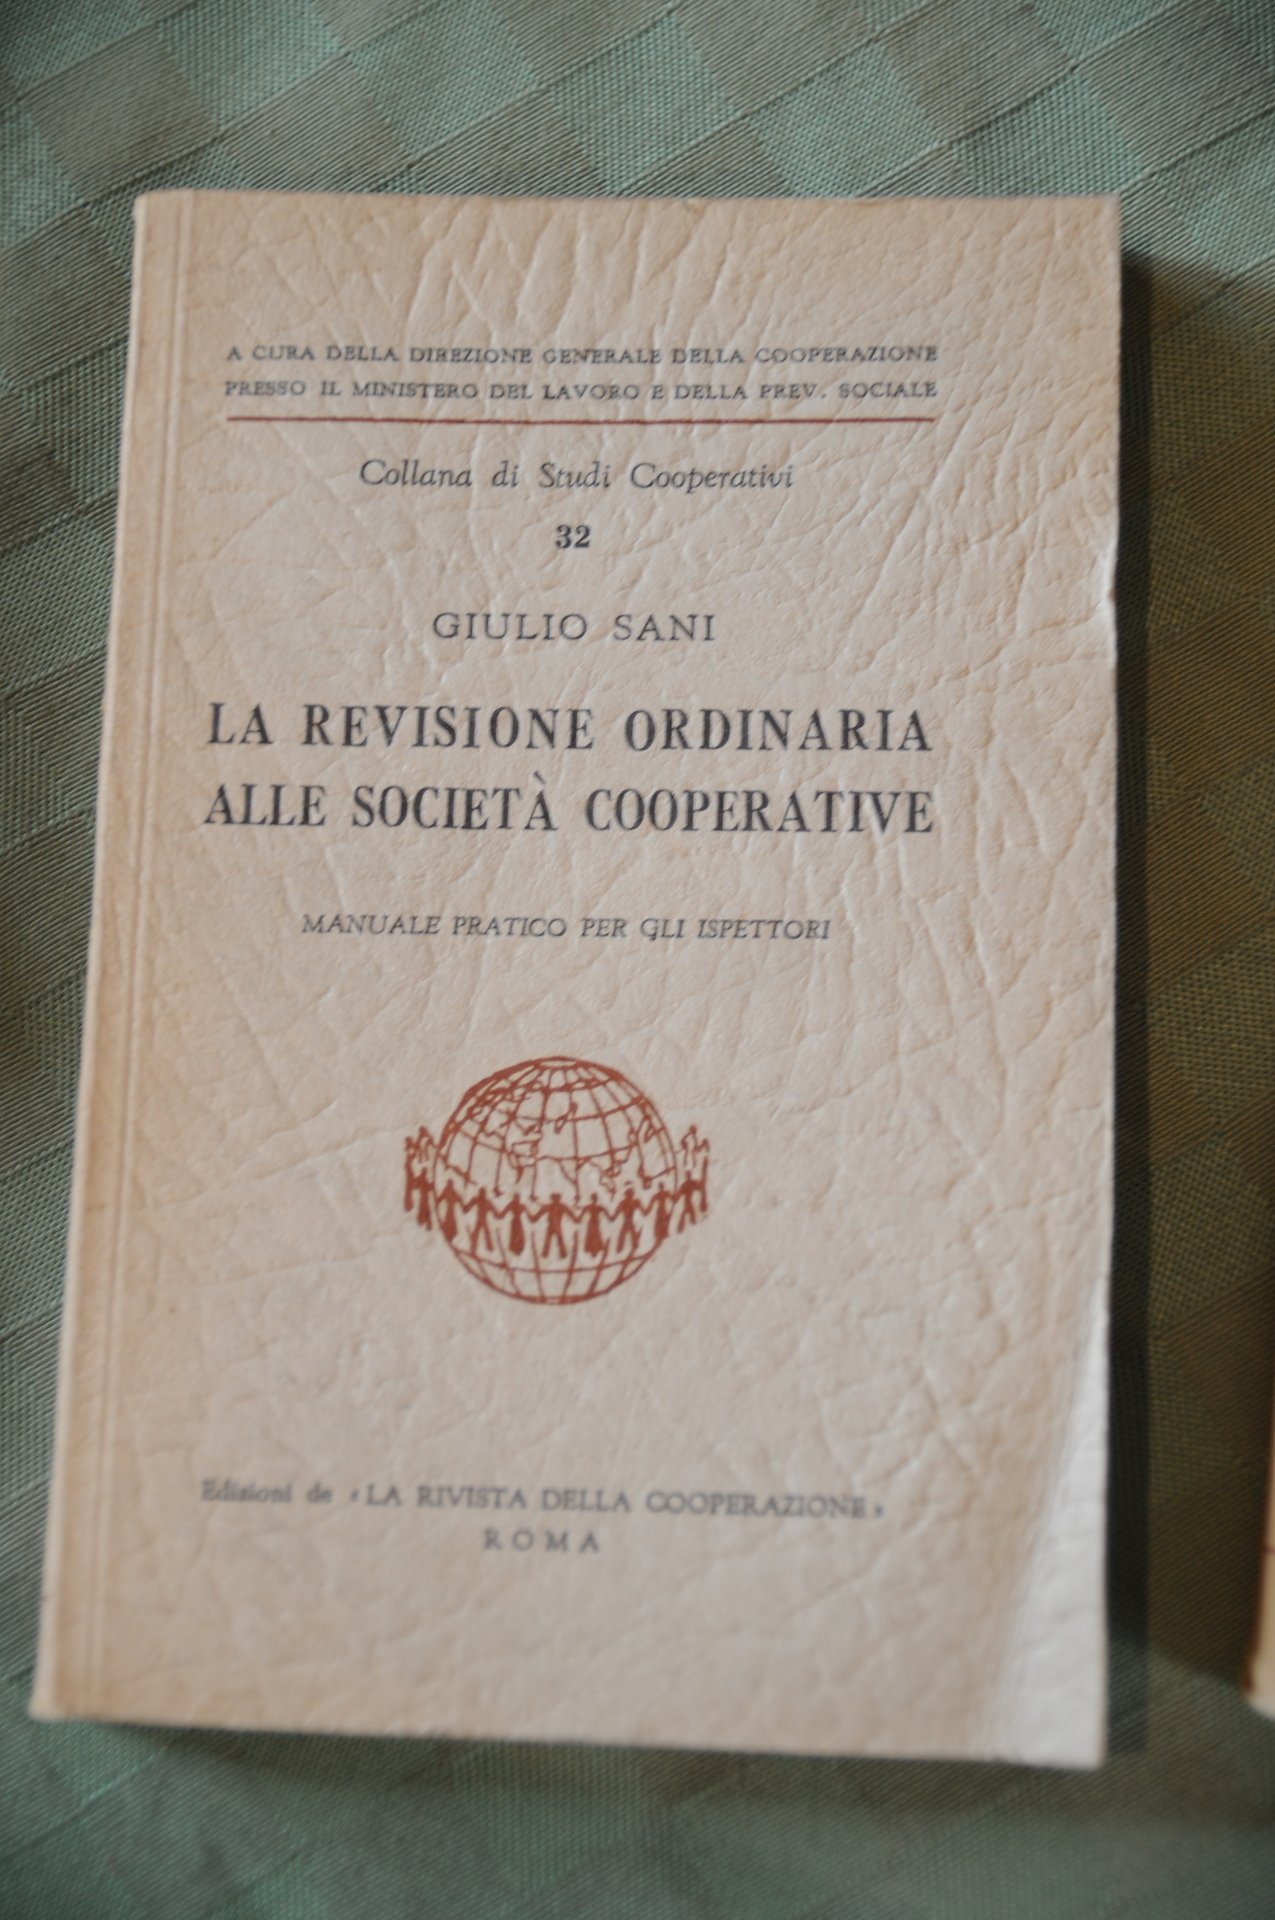 A CURA DELLA DIREZIONE GENERALE DELLA COOPERAZIONE
PRESSO IL MINISTERO DEL LAVORO E DELLA PREV. SOCIALE
Collana di Studi Cooperativi
32
GIULIO SANI
LA REVISIONE ORDINARIA
ALLE SOCIETÀ COOPERATIVE
MANUALE PRATICO PER GLI ISPETTORI
Edizioni de « LA RIVISTA DELLA COOPERAZIONE »
ROMA